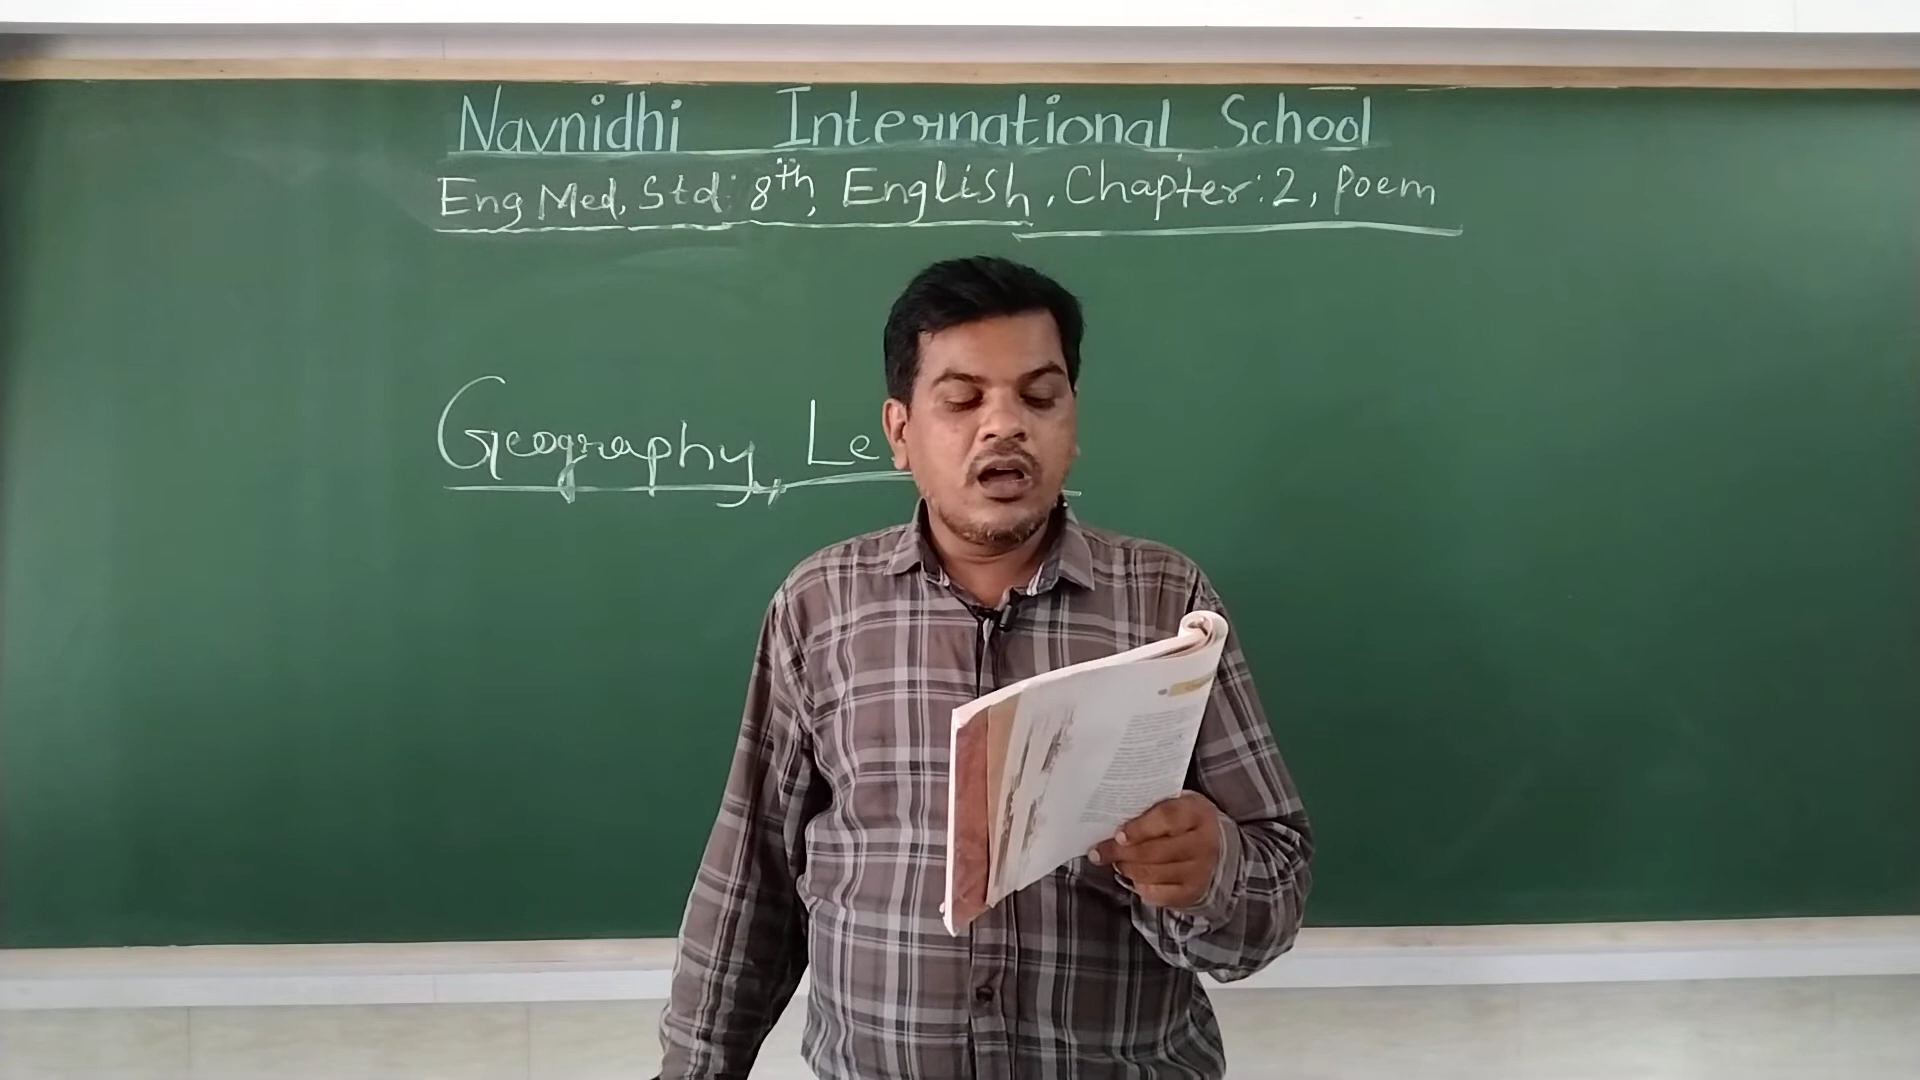 Navnidhi International School
Eng Med, Std: 8th, English, Chapter: 2, Poem
Geography, Le